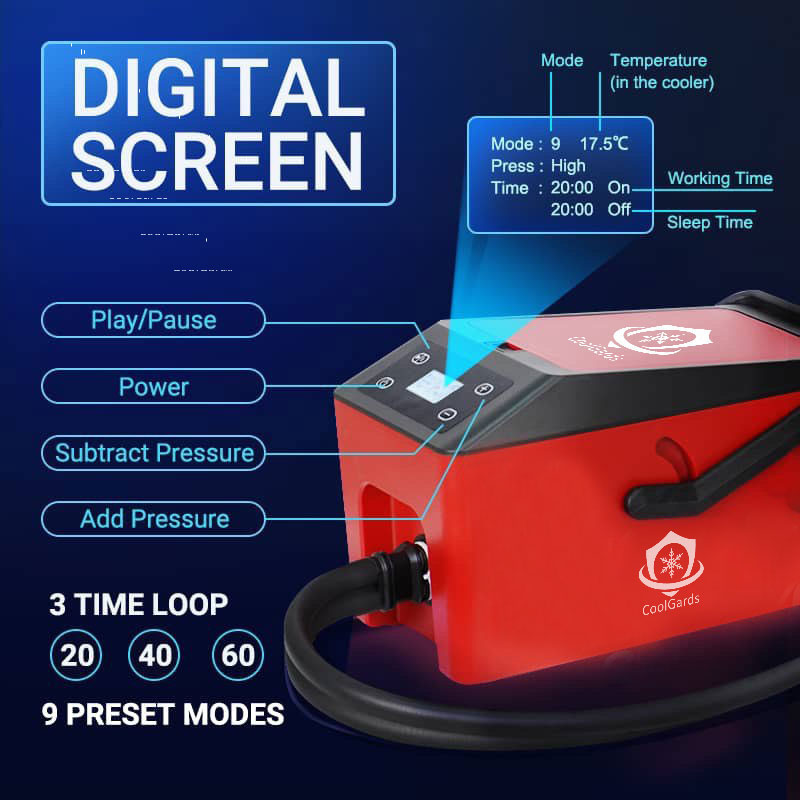 DIGITAL
SCREEN
Mode
Temperature
(in the cooler)
Mode : 9 17.5℃
Press : High
Time : 20:00 On
20:00 Off
Working Time
Sleep Time
Play/Pause
Power
Subtract Pressure
Add Pressure
CoolGards
CoolGards
3 TIME LOOP
20 40 60
9 PRESET MODES